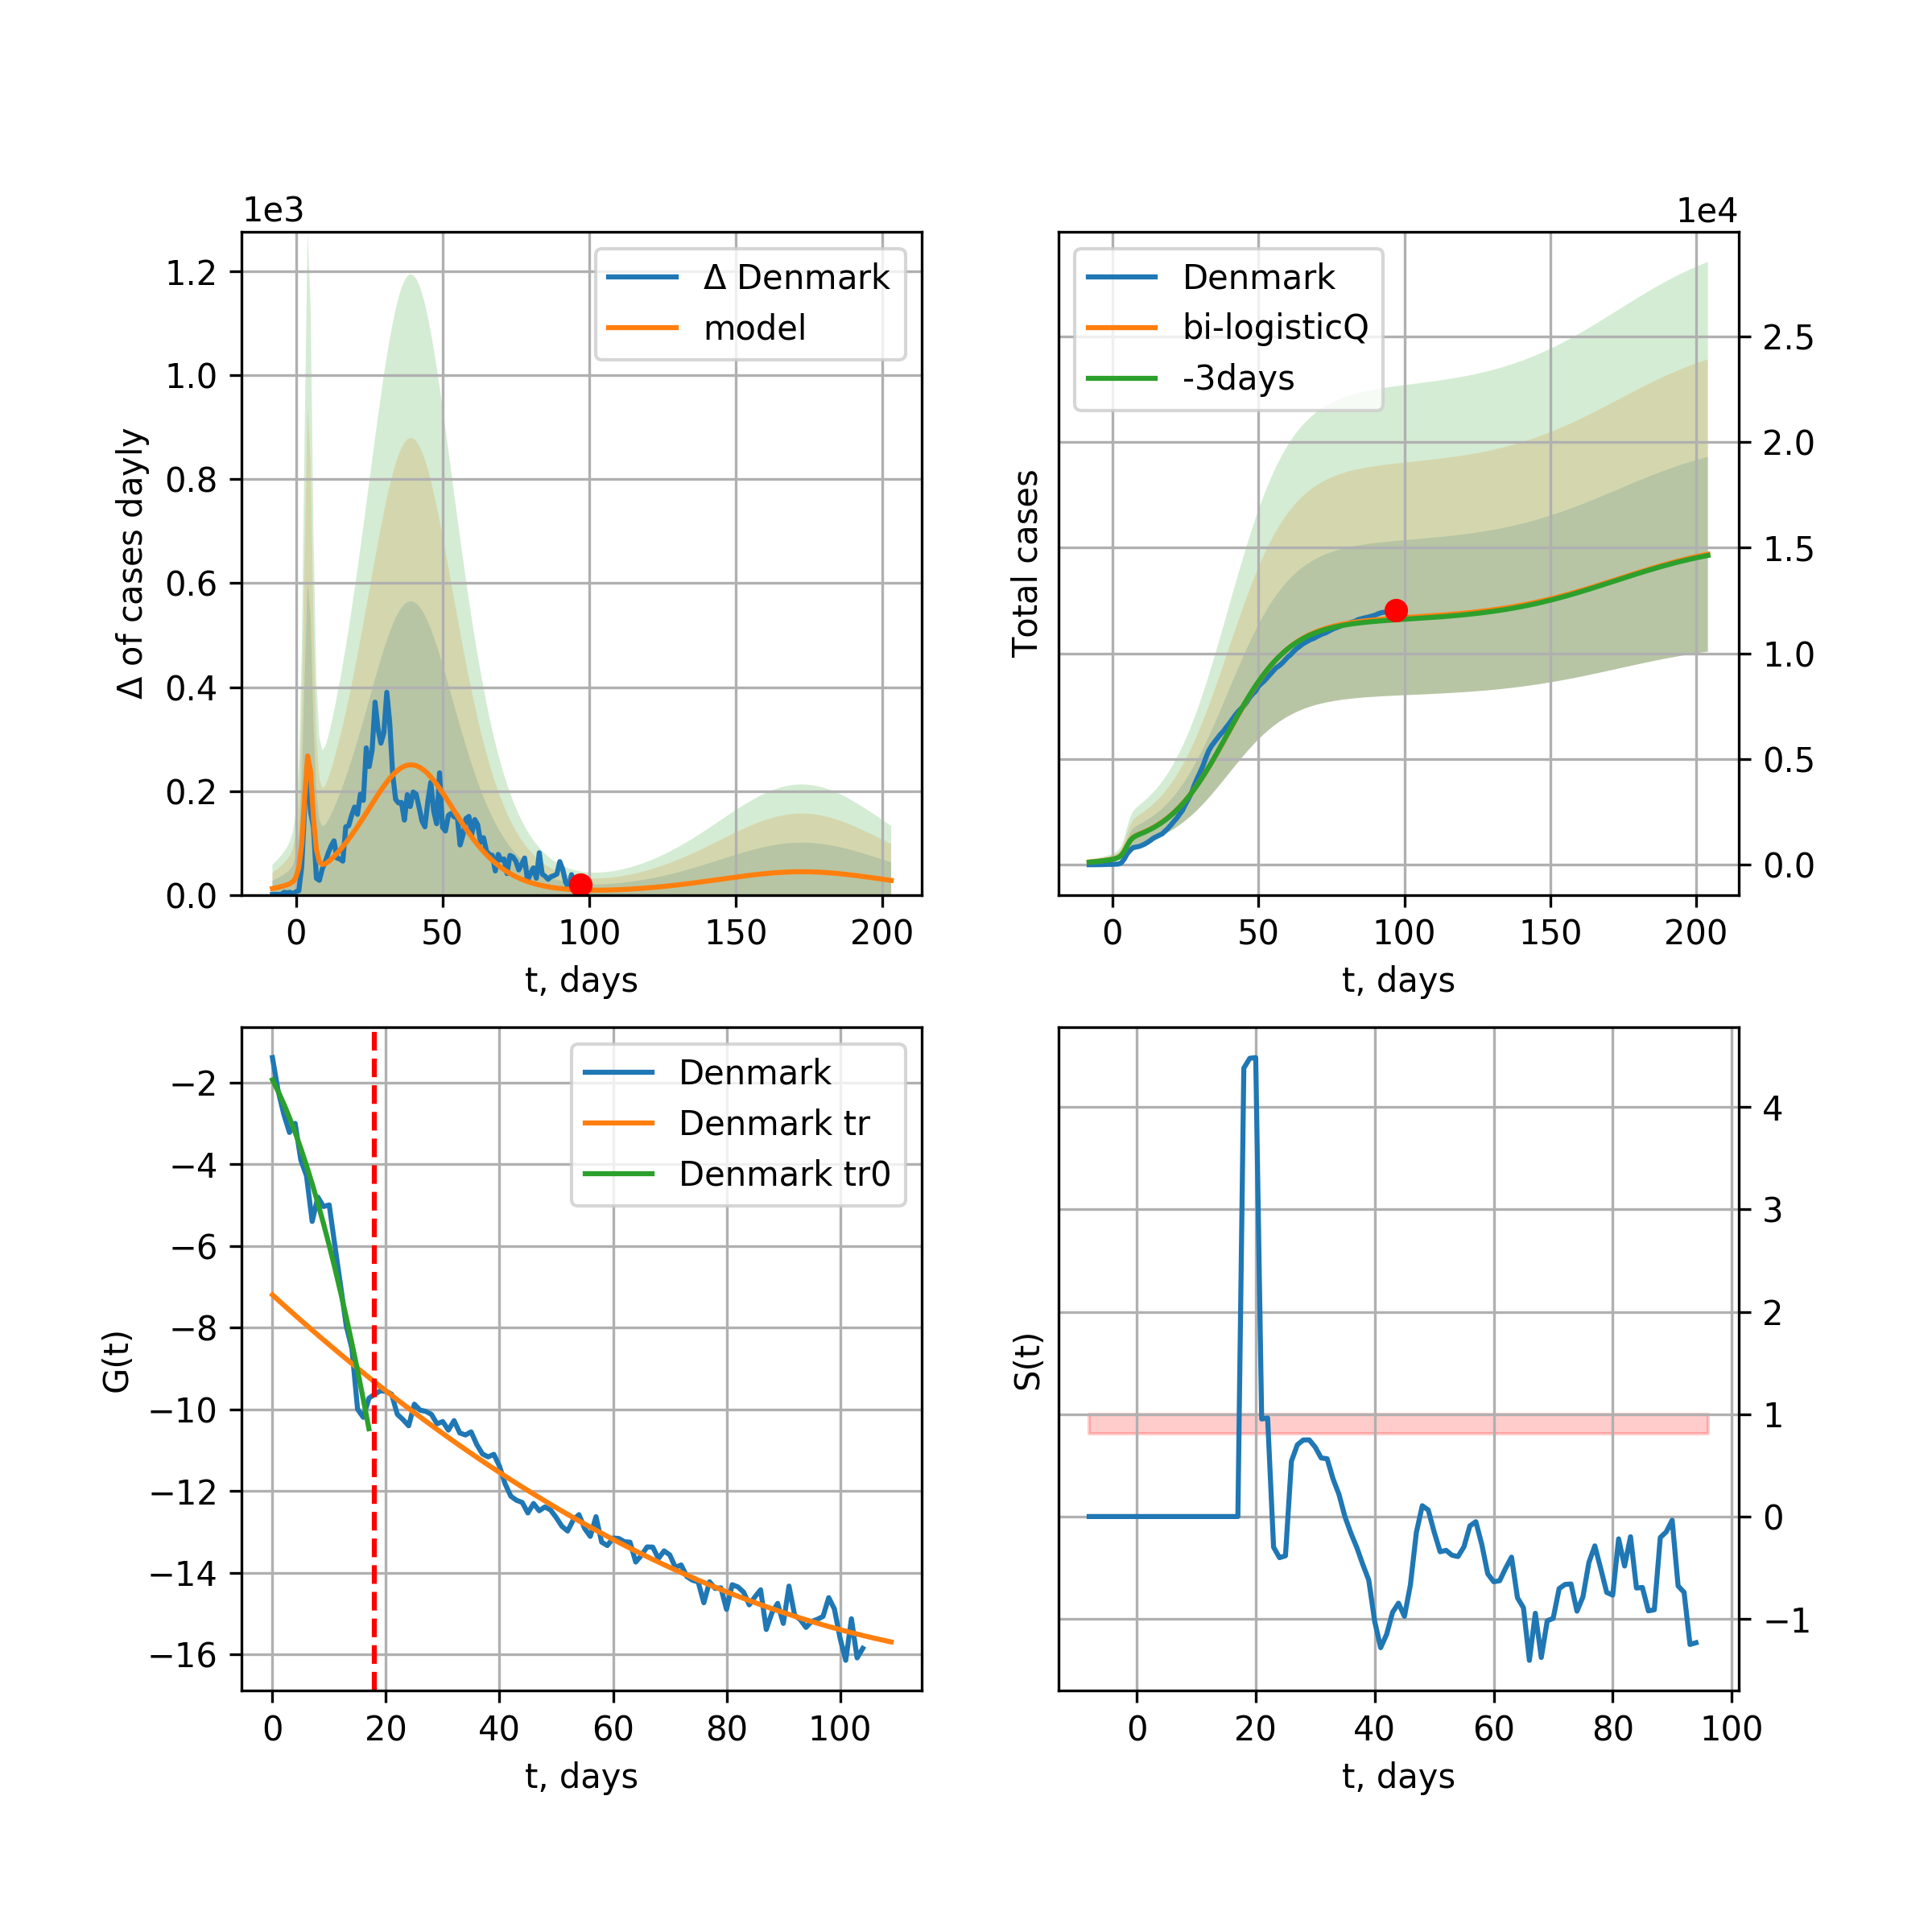 1e3
Δ of cases dayly
1.2
1.0
0.8
0.6
0.4
0.2
0.0
Δ Denmark
model
0 50 100 150 200
t, days
1e4
Total cases
Denmark
bi-logisticQ
-3days
2.5
2.0
1.5
1.0
0.5
0.0
0 50 100 150 200
t, days
G(t)
−2
−4
−6
−8
−10
−12
−14
−16
Denmark
Denmark tr
Denmark tr0
0 20 40 60 80 100
t, days
S(t)
4
3
2
1
0
−1
0 20 40 60 80 100
t, days